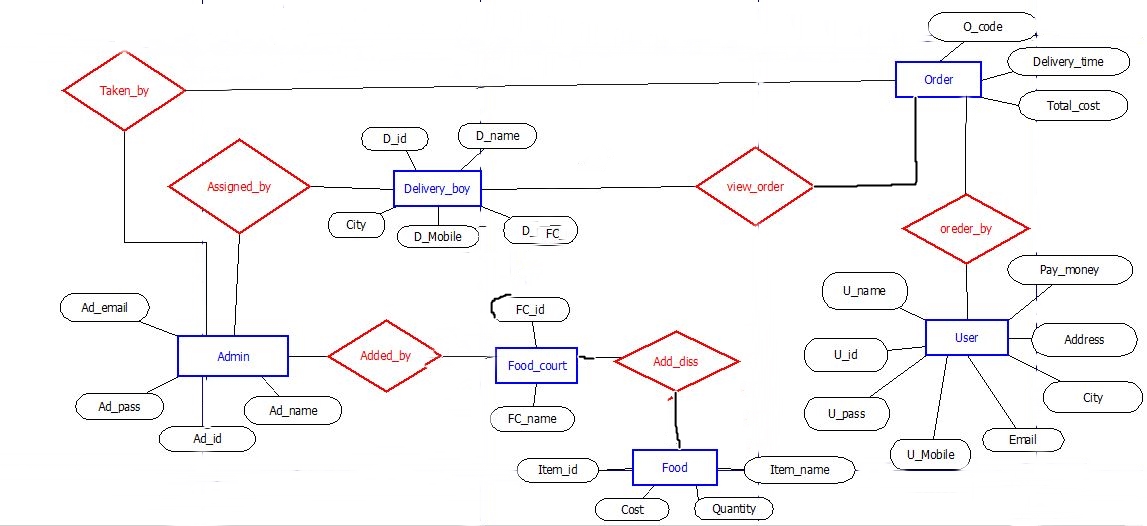 O_code
Delivery_time
Order
Taken_by
Total_cost
D_id
D_name
Assigned_by
Delivery_boy
view_order
City
D_Mobile
D_ FC
oreder_by
Pay_money
U_name
Ad_email
FC_id
User
Address
Admin
Added_by
Food_court
Add_diss
U_id
City
Ad_pass
Ad_name
FC_name
U_pass
Ad_id
Email
U_Mobile
Item_id
Food
Item_name
Cost
Quantity